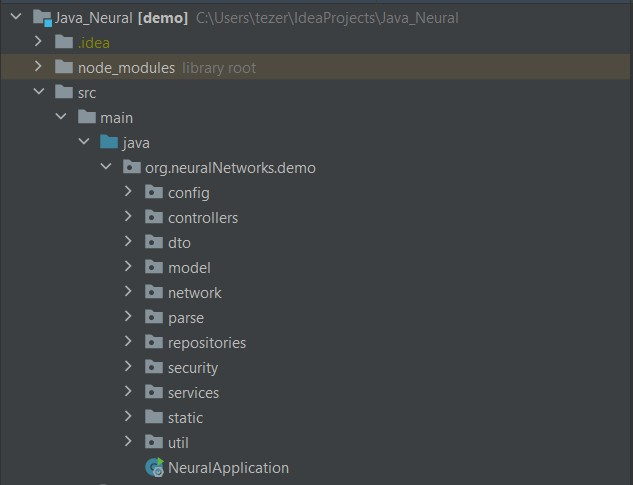 Java_Neural [demo] C:\Users\tezer\IdeaProjects\Java_Neural
.idea
node_modules library root
src
main
java
org.neuralNetworks.demo
config
controllers
dto
model
network
parse
repositories
security
services
static
util
NeuralApplication